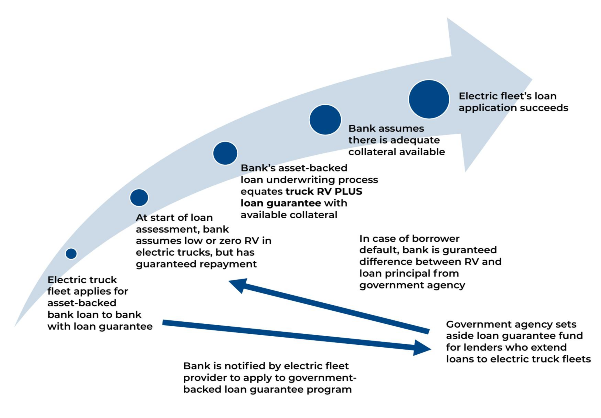 Electric fleet's loan
application succeeds
Bank assumes
there is adequate
collateral available
Bank's asset-backed
loan underwriting process
equates truck RV PLUS
loan guarantee with
available collateral
At start of loan
assessment, bank
assumes low or zero RV in
electric trucks, but has
guaranteed repayment
Electric truck
fleet applies for
asset-backed
bank loan to bank
with loan guarantee
In case of borrower
default, bank is guranteed
difference between RV and
loan principal from
government agency
Government agency sets
aside loan guarantee fund
for lenders who extend
loans to electric truck fleets
Bank is notified by electric fleet
provider to apply to government-
backed loan guarantee program